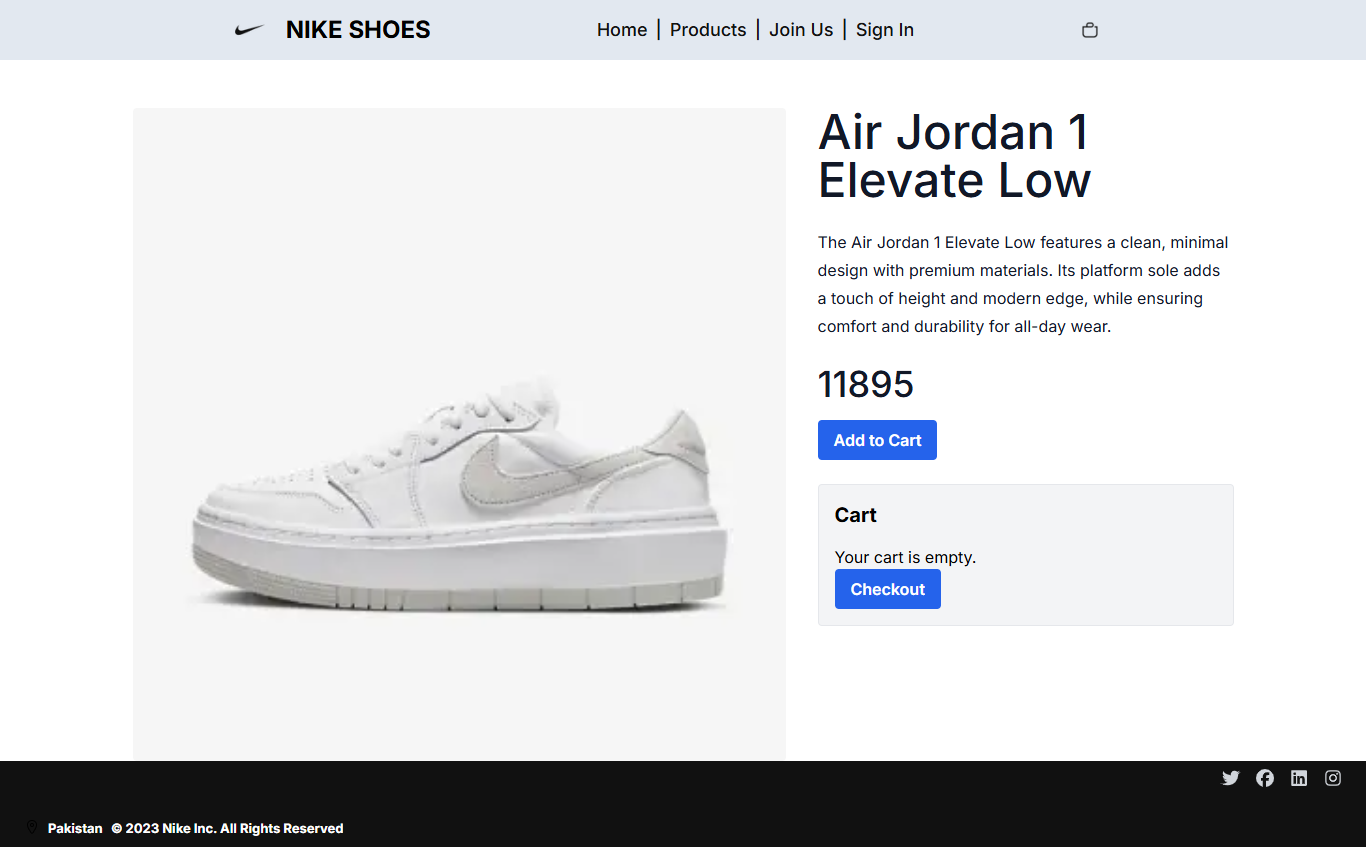 NIKE SHOES
Home | Products | Join Us | Sign In
Air Jordan 1
Elevate Low
The Air Jordan 1 Elevate Low features a clean, minimal
design with premium materials. Its platform sole adds
a touch of height and modern edge, while ensuring
comfort and durability for all-day wear.
11895
Add to Cart
Cart
Your cart is empty.
Checkout
Pakistan © 2023 Nike Inc. All Rights Reserved